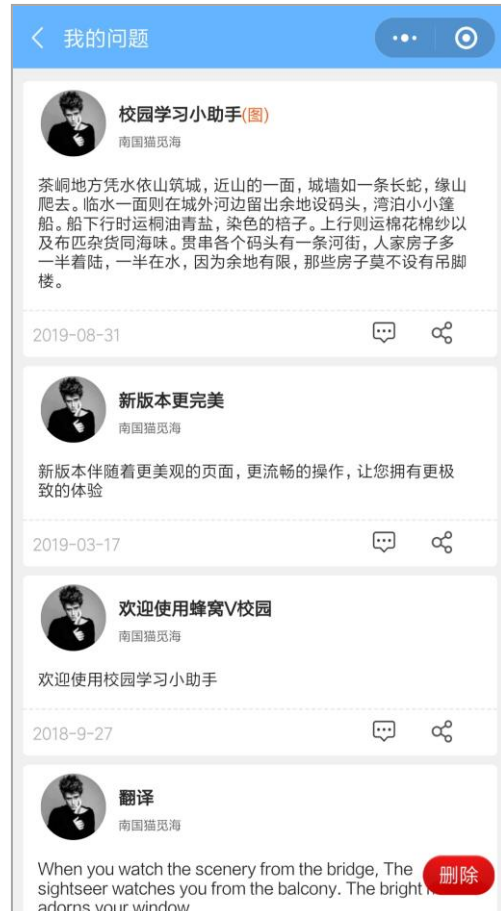 我的问题
校园学习小助手(图)
南国猫觅海
茶峒地方凭水依山筑城，近山的一面，城墙如一条长蛇，缘山
爬去。临水一面则在城外河边留出余地设码头，湾泊小小篷
船。船下行时运桐油青盐，染色的棓子。上行则运棉花棉纱以
及布匹杂货同海味。贯串各个码头有一条河街，人家房子多
一半着陆，一半在水，因为余地有限，那些房子莫不设有吊脚
楼。
2019-08-31
新版本更完美
南国猫觅海
新版本伴随着更美观的页面，更流畅的操作，让您拥有更极
致的体验
2019-03-17
欢迎使用蜂窝V校园
南国猫觅海
欢迎使用校园学习小助手
2018-9-27
翻译
南国猫觅海
When you watch the scenery from the bridge, The
sightseer watches you from the balcony. The bright
adorns your window
删除